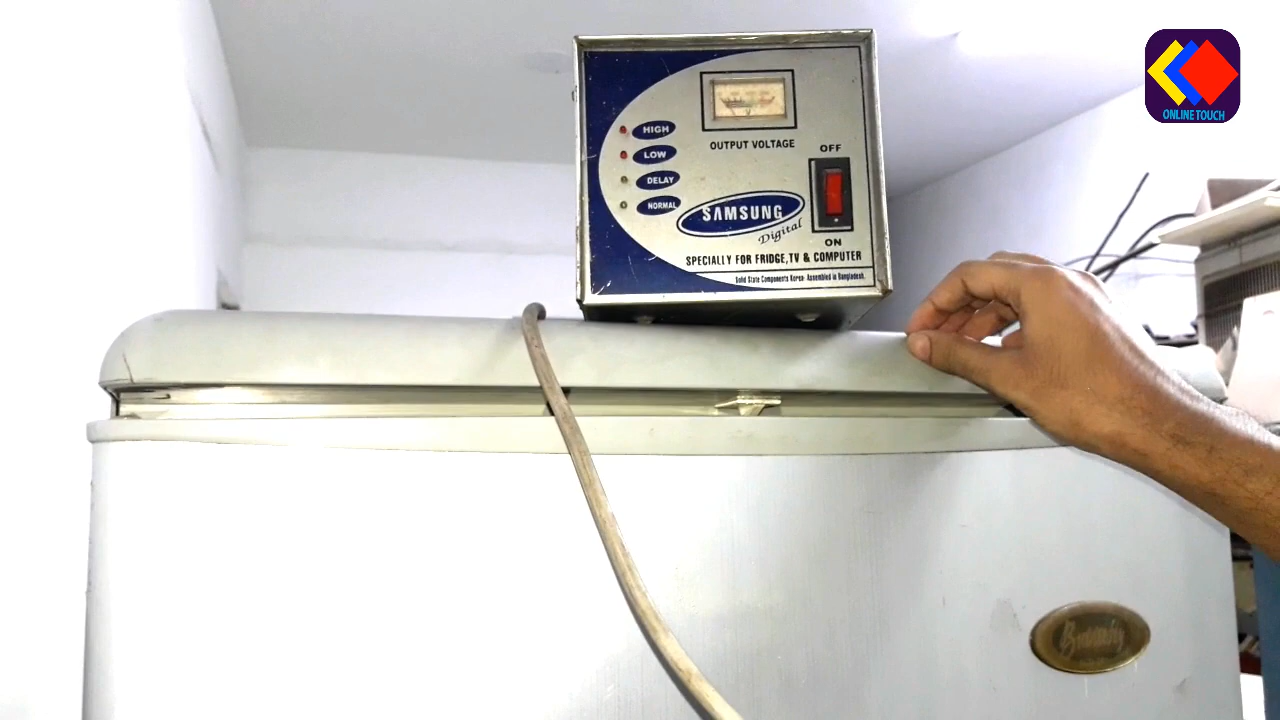 ONLINE TOUCH
HIGH
LOW
DELAY
NORMAL
OUTPUT VOLTAGE
OFF
ON
SAMSUNG
Digital
SPECIALLY FOR FRIDGE,TV & COMPUTER
Solid State Components Korea- Assembled in Bangladesh.